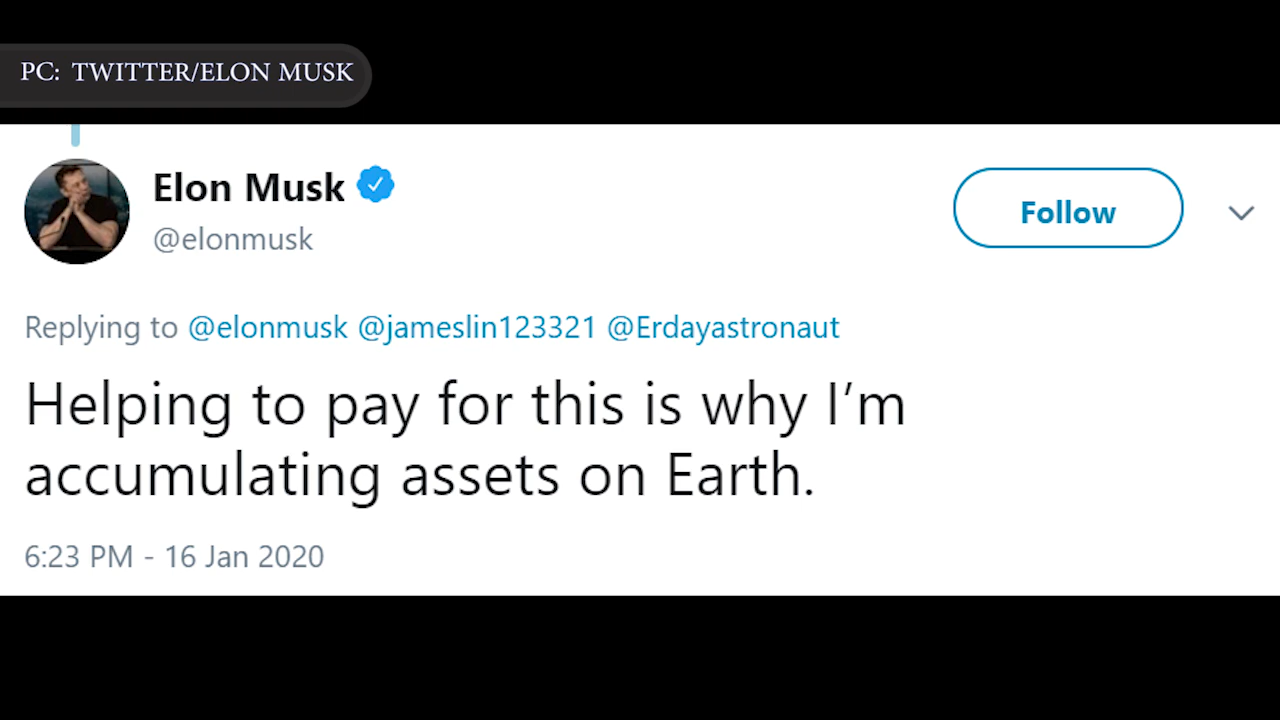 PC: TWITTER/ELON MUSK
Elon Musk
@elonmusk
Follow
Replying to @elonmusk @jameslin123321 @Erdayastronaut
Helping to pay for this is why I’m
accumulating assets on Earth.
6:23 PM - 16 Jan 2020